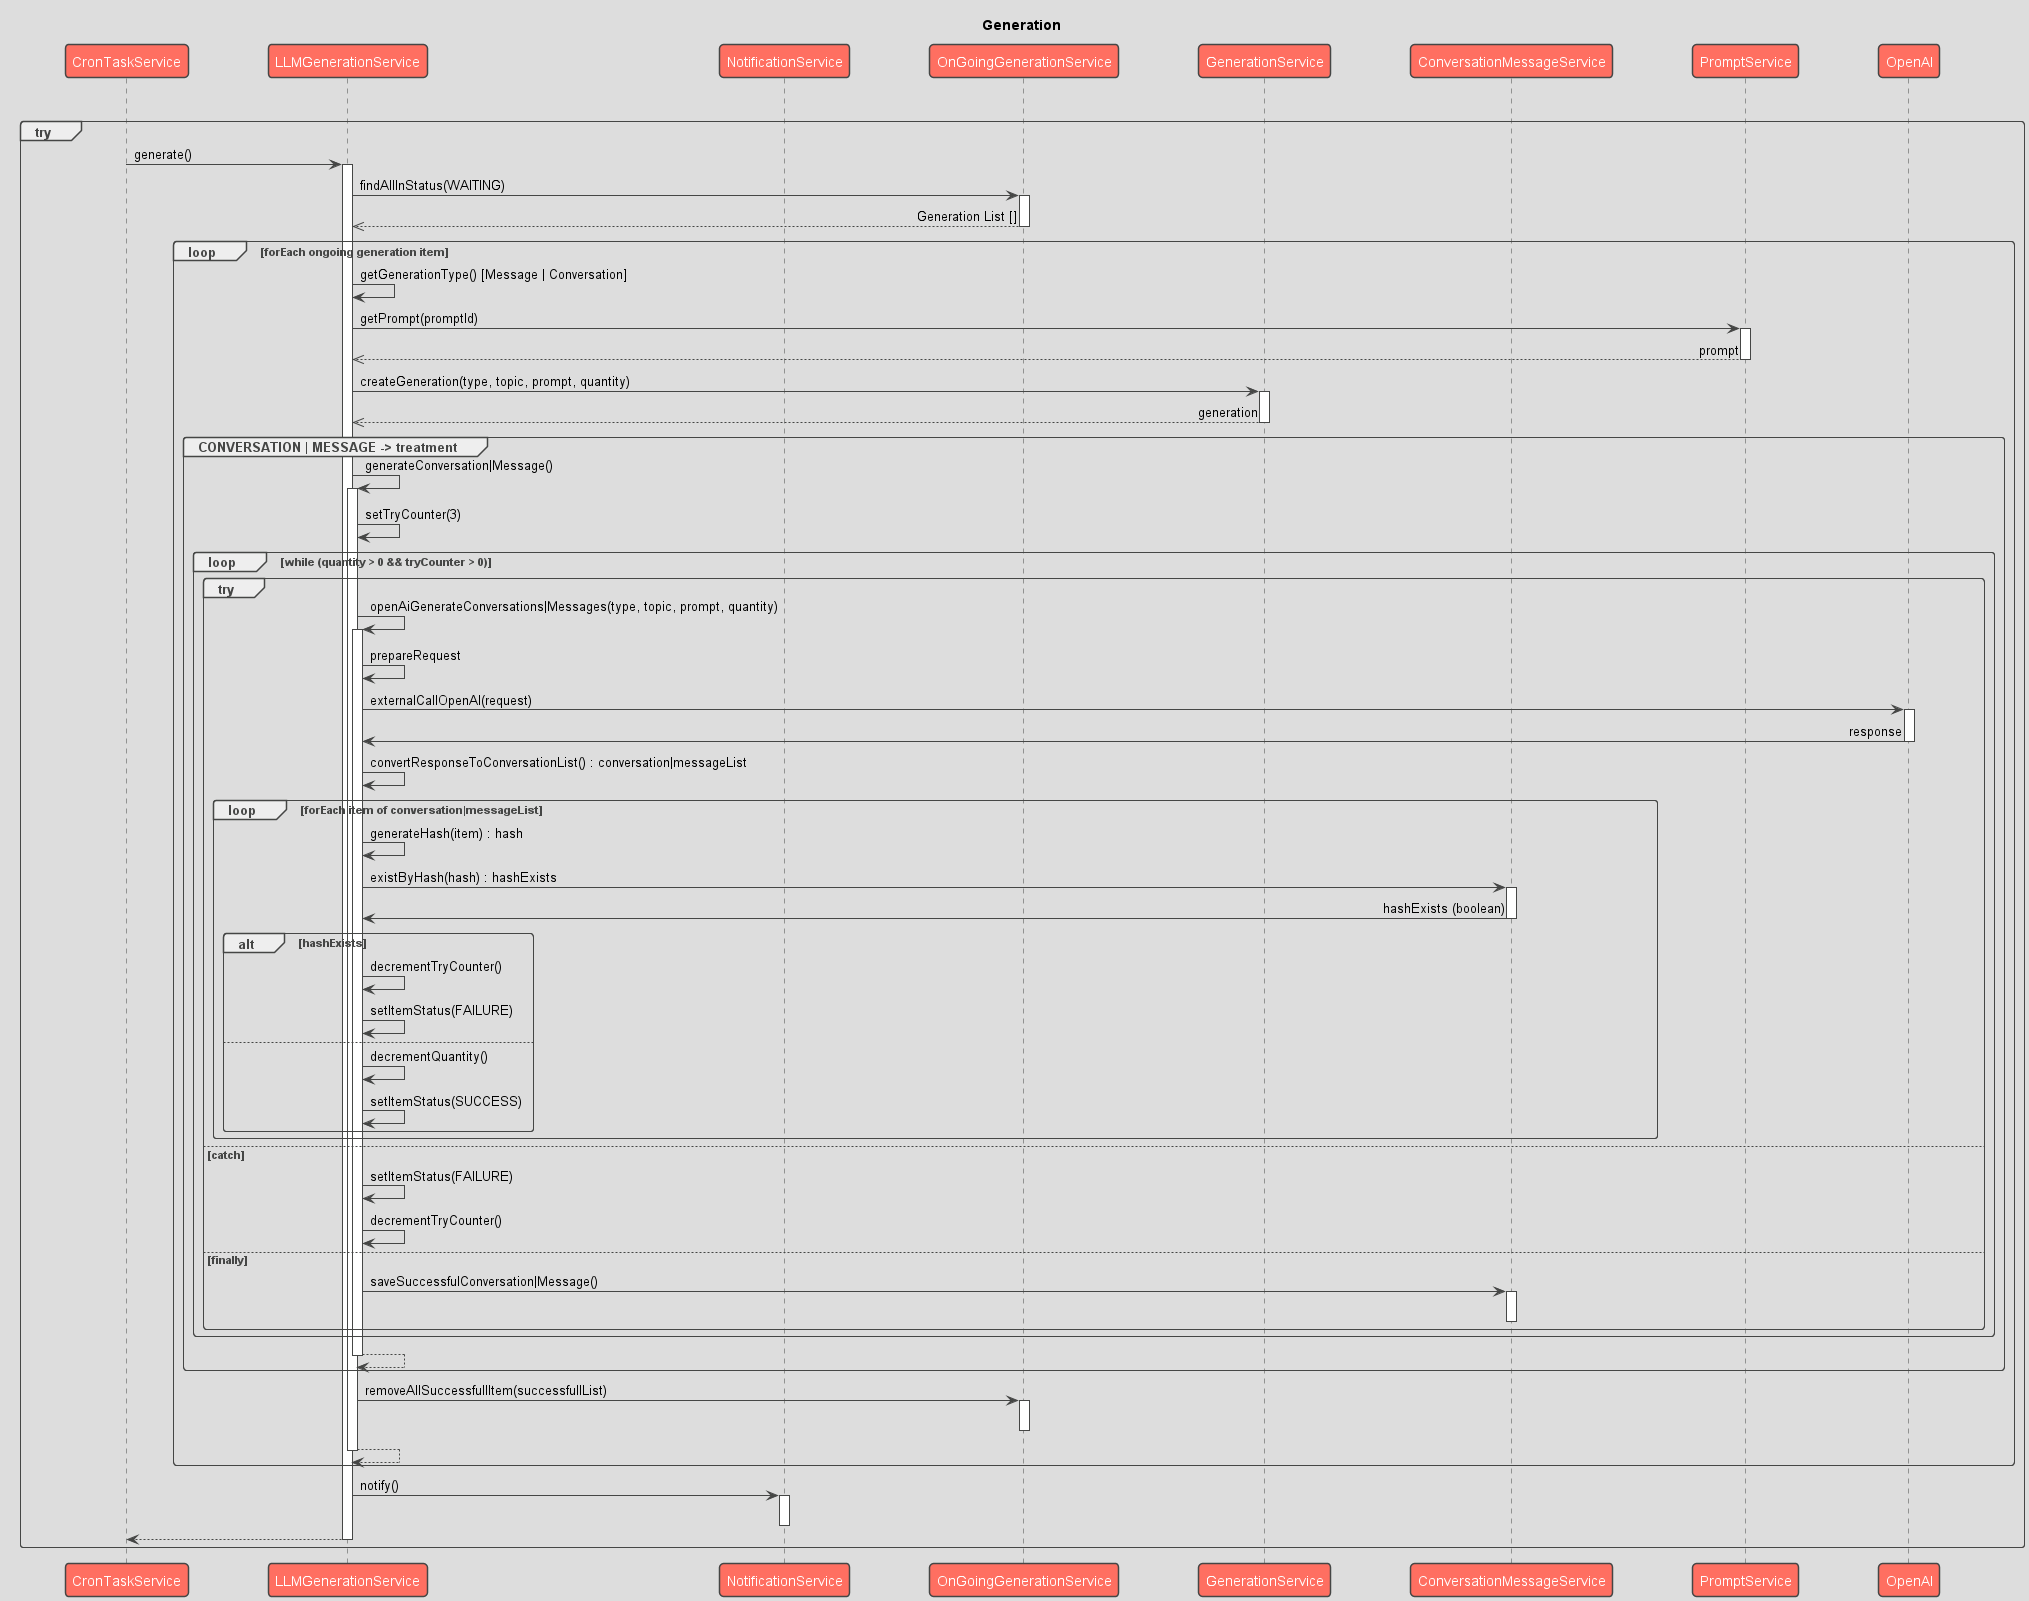 Generation
CronTaskService
LLMGenerationService
NotificationService
OnGoingGenerationService
GenerationService
ConversationMessageService
PromptService
OpenAI
try
generate()
findAllInStatus(WAITING)
Generation List []
loop [forEach ongoing generation item]
getGenerationType() [Message | Conversation]
getPrompt(promptId)
prompt
createGeneration(type, topic, prompt, quantity)
generation
CONVERSATION | MESSAGE -> treatment
generateConversation|Message()
setTryCounter(3)
loop [while (quantity > 0 && tryCounter > 0)]
try
openAiGenerateConversations|Messages(type, topic, prompt, quantity)
prepareRequest
externalCallOpenAI(request)
response
convertResponseToConversationList() : conversation|messageList
loop [forEach item of conversation|messageList]
generateHash(item) : hash
existByHash(hash) : hashExists
hashExists (boolean)
alt [hashExists]
decrementTryCounter()
setItemStatus(FAILURE)
decrementQuantity()
setItemStatus(SUCCESS)
[catch]
setItemStatus(FAILURE)
decrementTryCounter()
[finally]
saveSuccessfulConversation|Message()
removeAllSuccessfullItem(successfullList)
notify()
CronTaskService
LLMGenerationService
NotificationService
OnGoingGenerationService
GenerationService
ConversationMessageService
PromptService
OpenAI